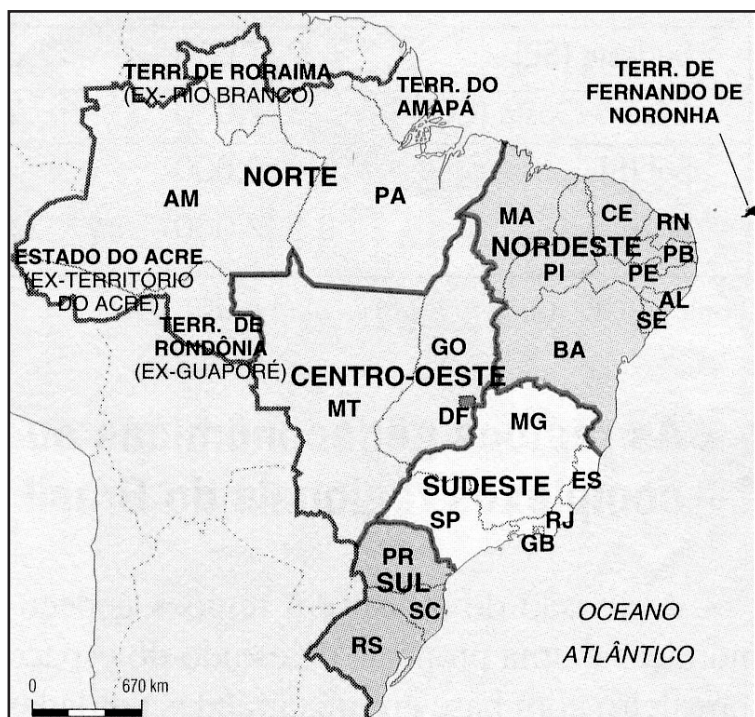 TERR. DE RORAIMA
(EX- RIO BRANCO)
TERR. DO
AMAPÁ
TERR. DE
FERNANDO DE
NORONHA
NORTE
AM
PA
MA
CE
RN
NORDESTE
PB
PI
PE
AL
SE
BA
ESTADO DO ACRE
(EX-TERRITÓRIO
DO ACRE)
TERR. DE
RONDÔNIA
(EX-GUAPORÉ)
GO
CENTRO-OESTE
MT
DF
MG
ES
SUDESTE
SP
RJ
GB
PR
SUL
SC
RS
OCEANO
ATLÂNTICO
0
670 km